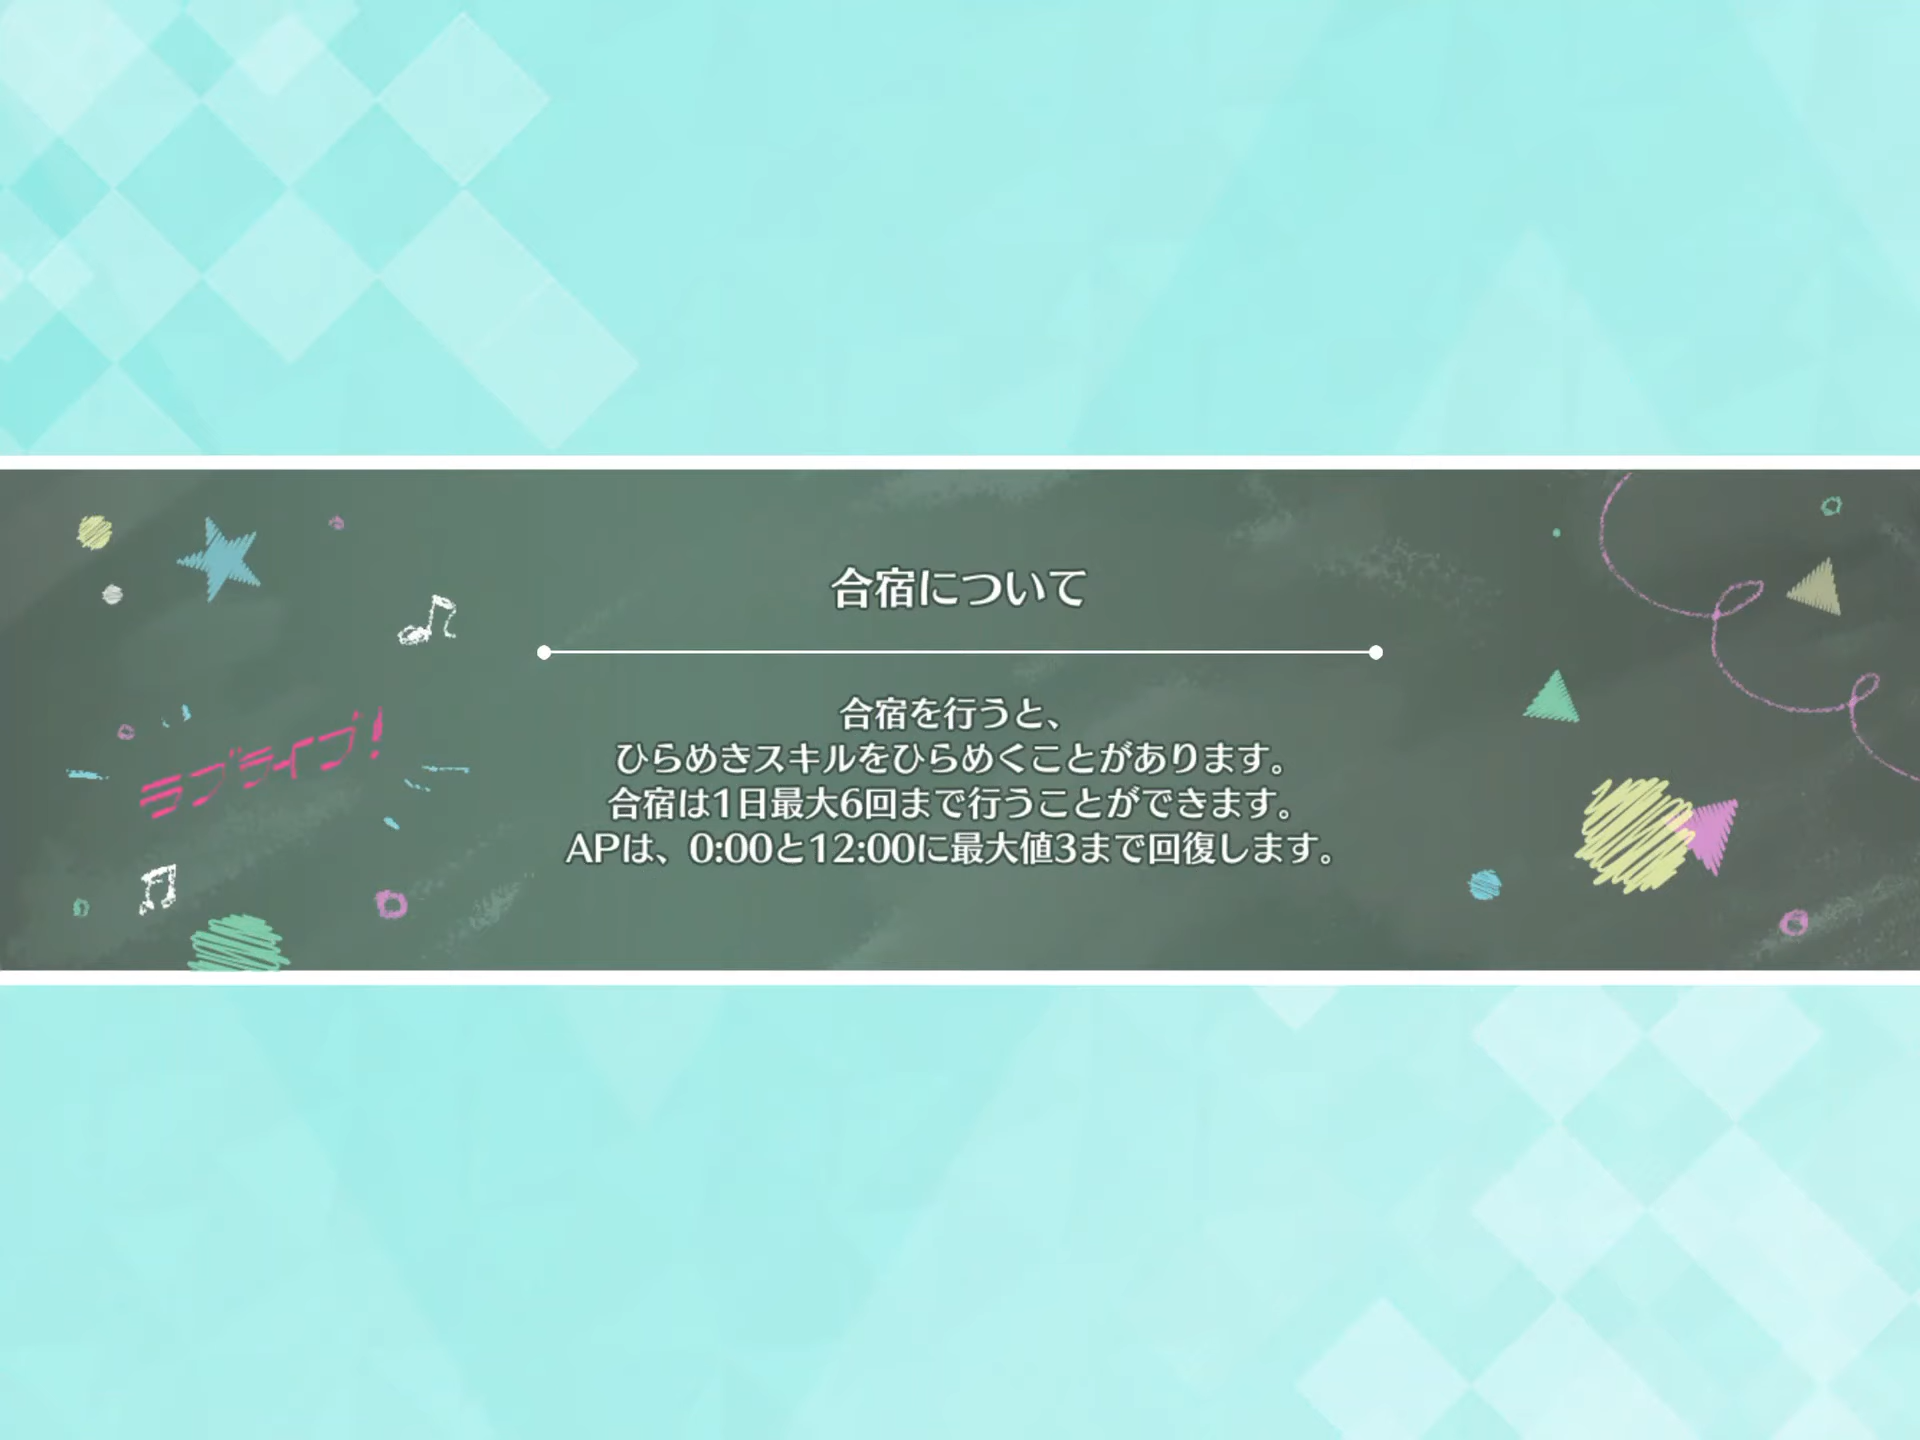 合宿について
ラブライブ!
合宿を行うと、
ひらめきスキルをひらめくことがあります。
合宿は1日最大6回まで行うことができます。
APは、0:00と12:00に最大値3まで回復します。